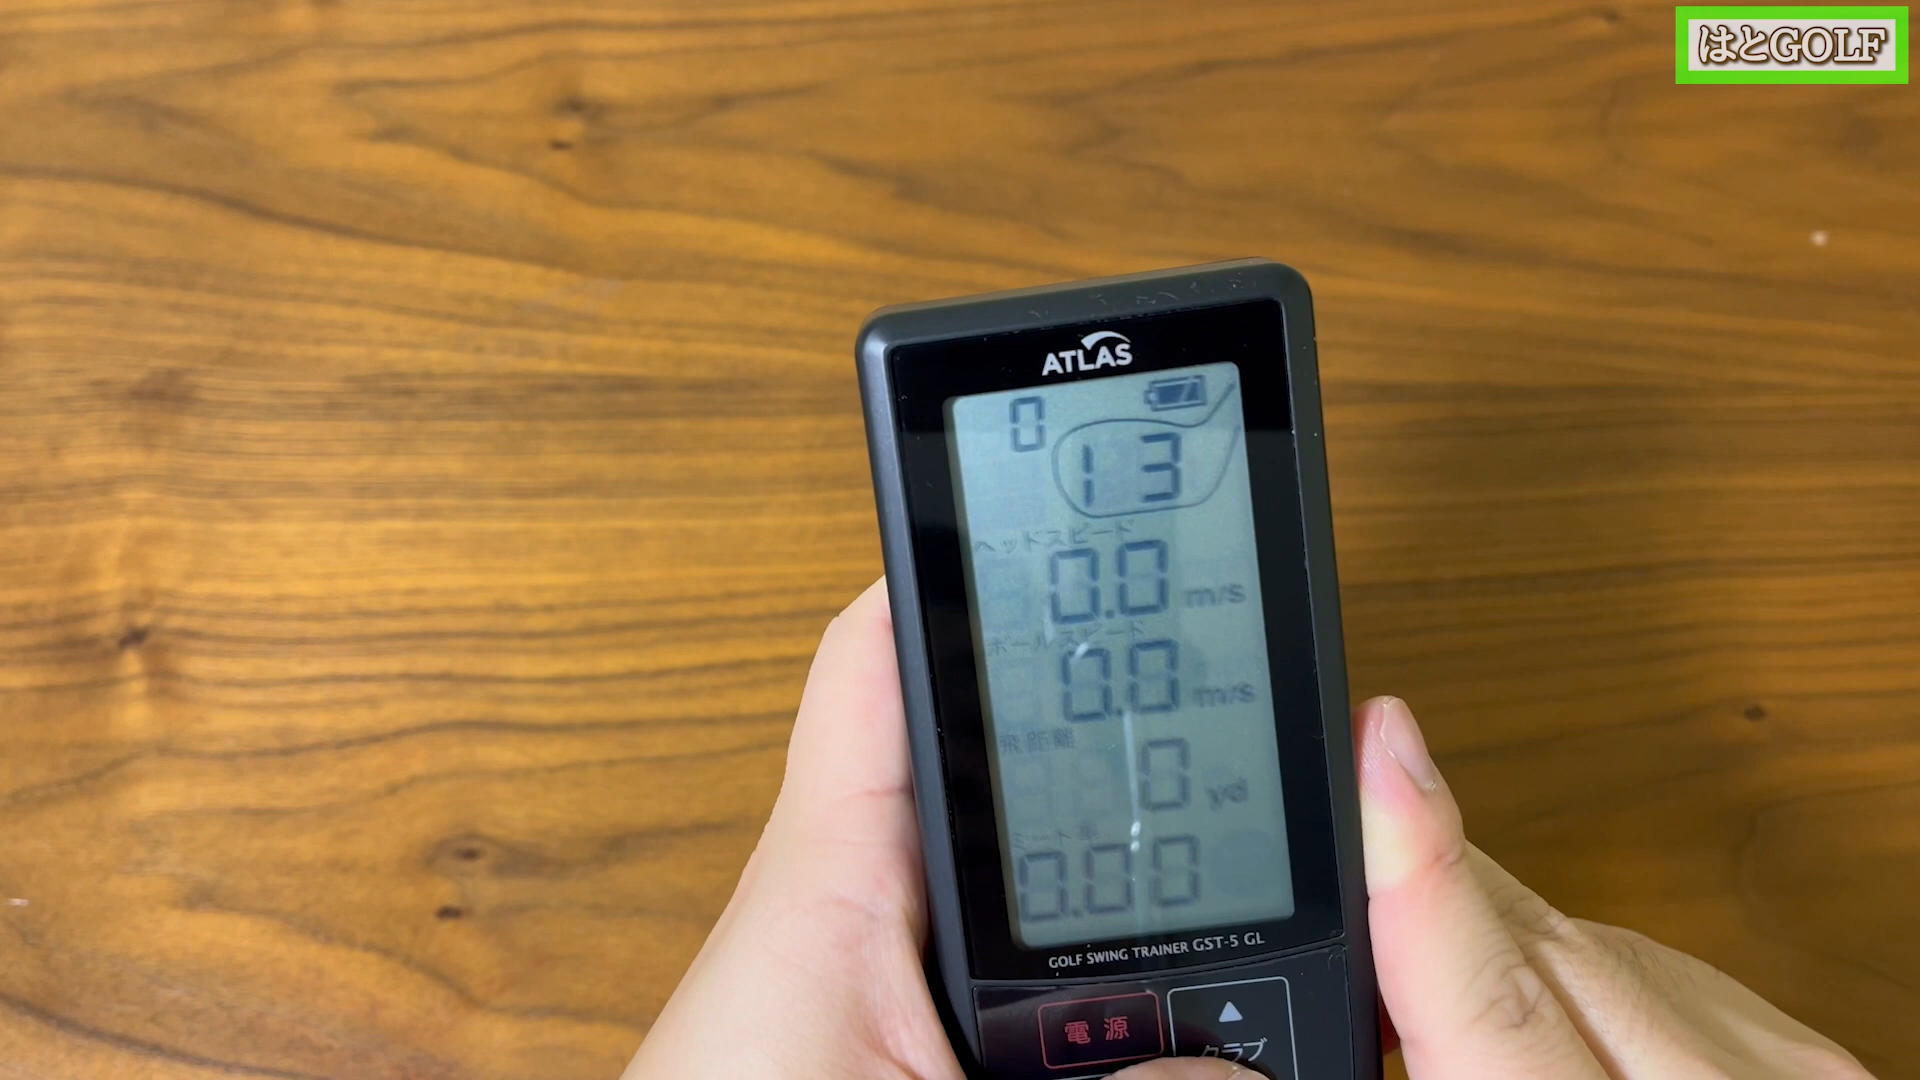 はとGOLF
ATLAS
0
13
ヘッドスピード
0.0 m/s
ボールスピード
0.0 m/s
飛距離
0 yd
ミート率
0.00
GOLF SWING TRAINER GST-5 GL
電源
▲
クラブ